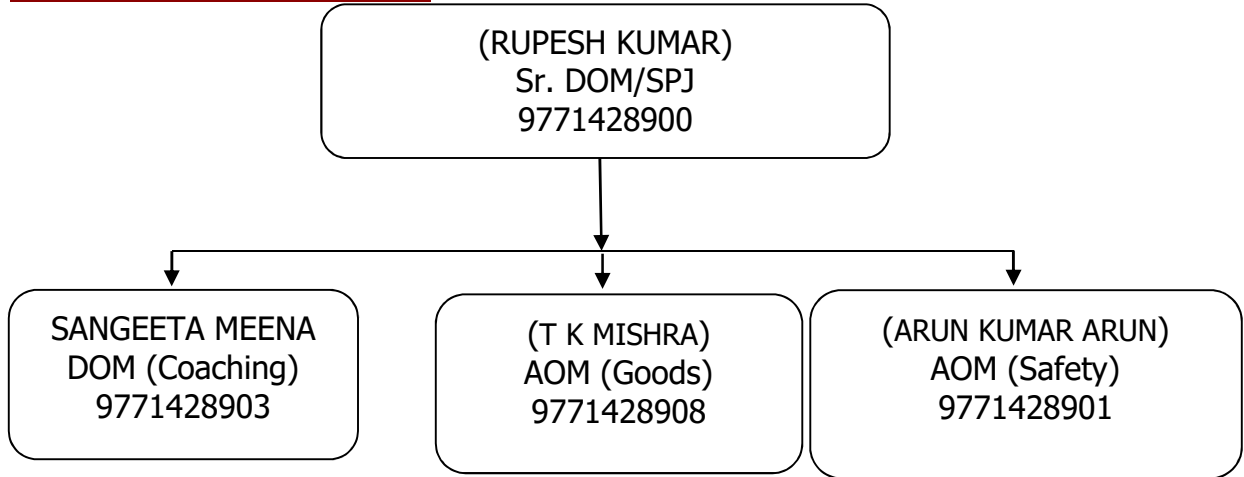 (RUPESH KUMAR)
Sr. DOM/SPJ
9771428900
SANGEETA MEENA
DOM (Coaching)
9771428903
(T K MISHRA)
AOM (Goods)
9771428908
(ARUN KUMAR ARUN)
AOM (Safety)
9771428901